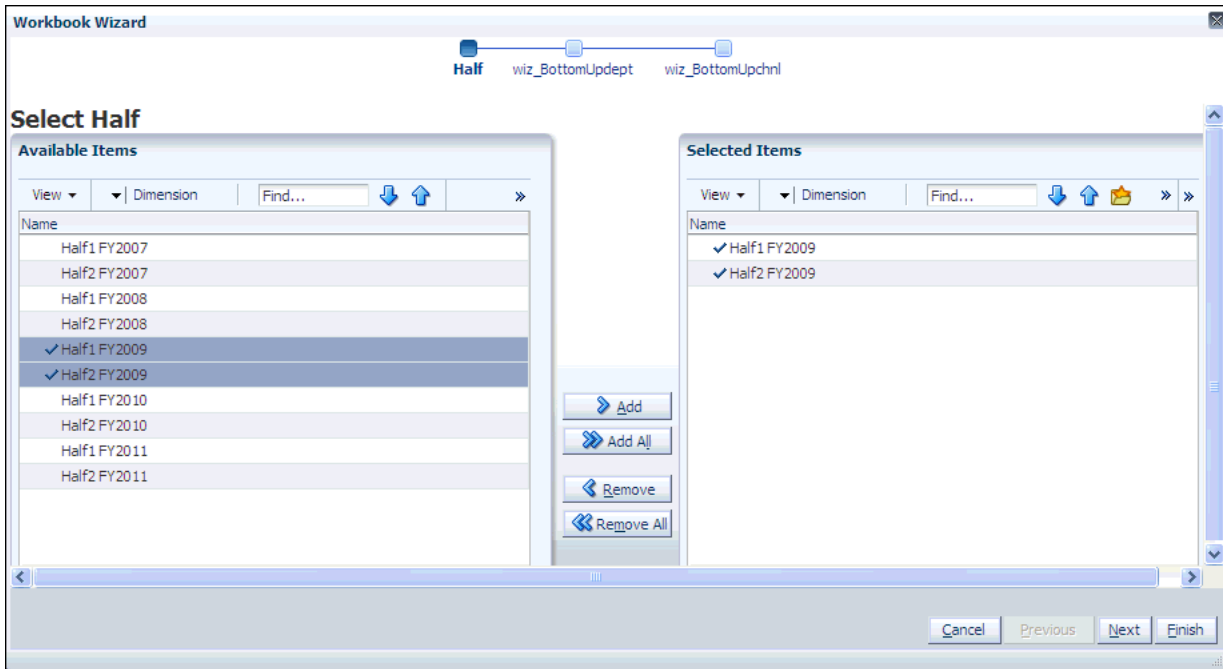 Workbook Wizard
Half wiz_BottomUpdept wiz_BottomUpchnl
Select Half
Available Items
View Dimension Find...
Name
Half1 FY2007
Half2 FY2007
Half1 FY2008
Half2 FY2008
Half1 FY2009
Half2 FY2009
Half1 FY2010
Half2 FY2010
Half1 FY2011
Half2 FY2011
Add
Add All
Remove
Remove All
Selected Items
View Dimension Find...
Name
Half1 FY2009
Half2 FY2009
Cancel Previous Next Finish